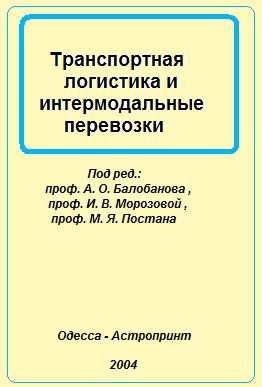 Транспортная
логистика и
интермодальные
перевозки
Под ред.:
проф. А. О. Балобанова ,
проф. И. В. Морозовой ,
проф. М. Я. Постана
Одесса - Астропринт
2004